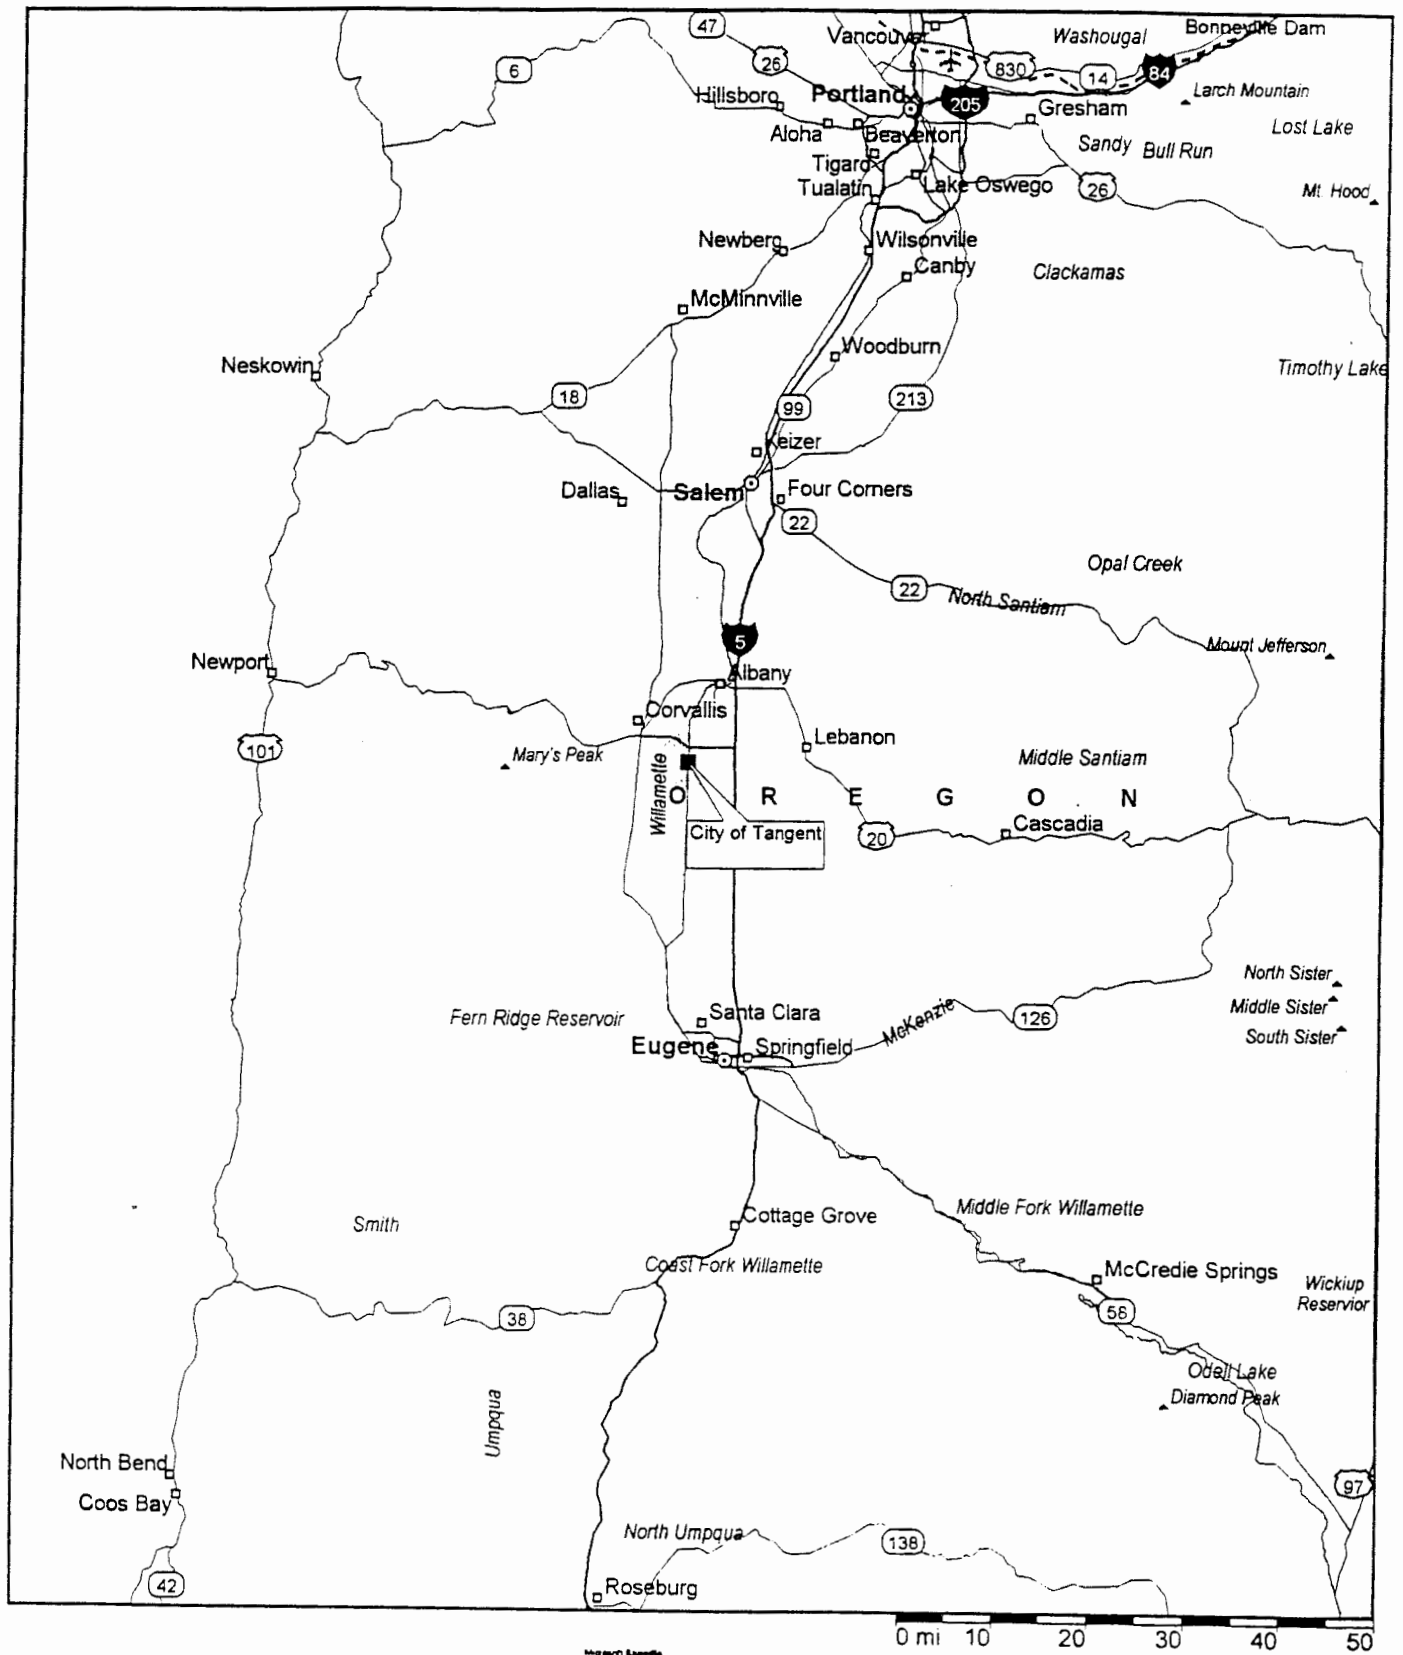 47
Vancouver
Washougal
Bonneville Dam
26
6
830
14
84
Larch Mountain
Hillsboro
Portland
205
Gresham
Lost Lake
Aloha
Beaverton
Sandy
Bull Run
Tigard
Tualatin
Lake Oswego
26
Mt. Hood
Newberg
Wilsonville
Canby
Clackamas
McMinnville
Woodburn
Neskowin
Timothy Lake
18
99
213
eizer
Dallas
Salem
Four Corners
22
Opal Creek
22
North Santiam
5
Mount Jefferson
Newport
Albany
Corvallis
101
Mary's Peak
Lebanon
Middle Santiam
Willamette
O R E G O N
City of Tangent
20
Cascadia
North Sister
Middle Sister
South Sister
Fern Ridge Reservoir
Santa Clara
McKenzie
126
Eugene
Springfield
Smith
Cottage Grove
Middle Fork Willamette
Coast Fork Willamette
McCredie Springs
Wickiup
Reservior
38
58
Odell Lake
Diamond Peak
Umpqua
North Bend
Coos Bay
97
North Umpqua
138
42
Roseburg
0 mi 10 20 30 40 50